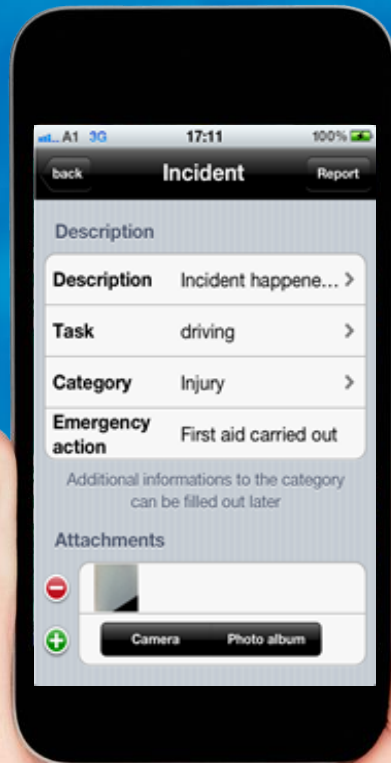 A1 3G 17:11 100%
back Incident Report
Description
Description Incident happene... >
Task driving >
Category Injury >
Emergency
action First aid carried out
Additional informations to the category
can be filled out later
Attachments
Camera Photo album